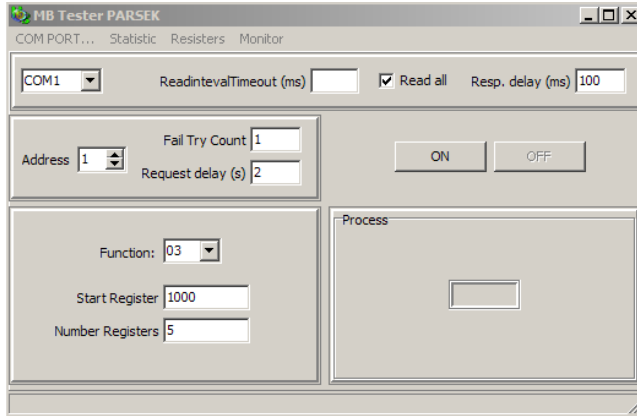 MB Tester PARSEK
COM PORT... Statistic Resisters Monitor
COM1 ReadintevalTimeout (ms) Read all Resp. delay (ms) 100
Fail Try Count 1
Address 1
Request delay (s) 2
ON OFF
Function: 03
Start Register 1000
Number Registers 5
Process